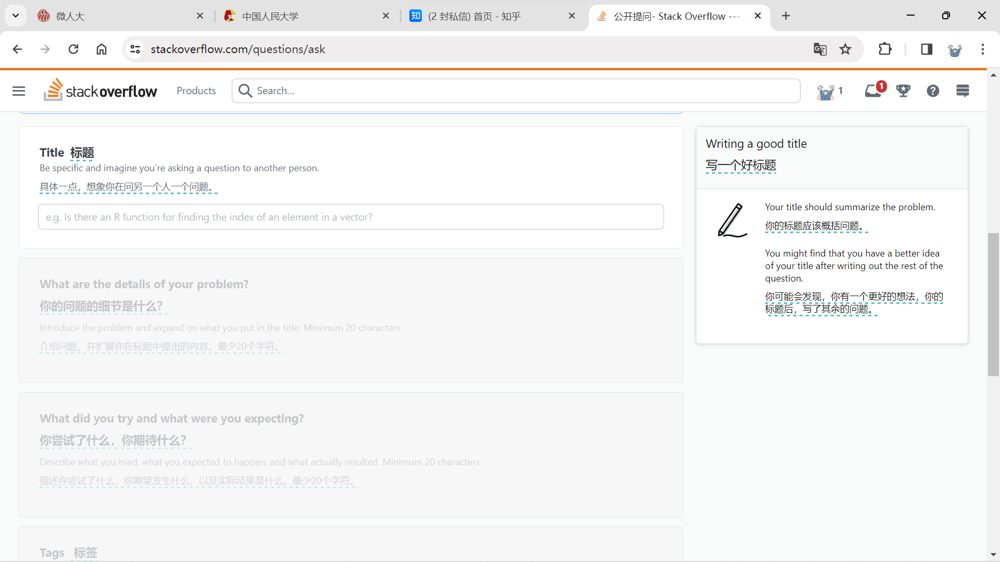 微人大
中国人民大学
知
(2 封私信) 首页 - 知乎
公开提问- Stack Overflow ---
stackoverflow.com/questions/ask
stackoverflow
Products
Search...
1
1
Title 标题
Be specific and imagine you’re asking a question to another person.
具体一点，想象你在问另一个人一个问题。
e.g. Is there an R function for finding the index of an element in a vector?
Writing a good title
写一个好标题
Your title should summarize the problem.
你的标题应该概括问题。
You might find that you have a better idea
of your title after writing out the rest of the
question.
你可能会发现，你有一个更好的想法，你的
标题后，写了其余的问题。
What are the details of your problem?
你的问题的细节是什么？
Introduce the problem and expand on what you put in the title. Minimum 20 characters.
介绍问题，并扩展你在标题中提出的内容。最少20个字符。
What did you try and what were you expecting?
你尝试了什么，你期待什么？
Describe what you tried, what you expected to happen, and what actually resulted. Minimum 20 characters.
描述你尝试了什么，你期望发生什么，以及实际结果是什么。最少20个字符。
Tags 标签